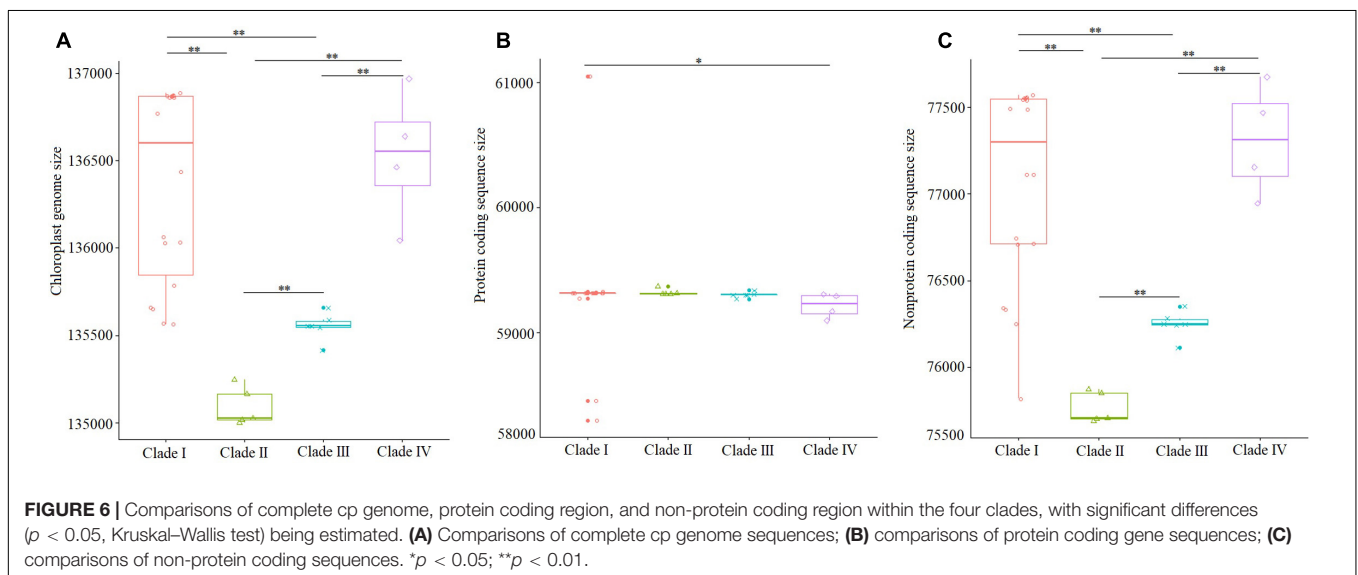 A
**
**
**
**
**
Chloroplast genome size
137000
136500
136000
135500
135000
Clade I
Clade II
Clade III
Clade IV
B
*
Protein coding sequence size
61000
60000
59000
58000
Clade I
Clade II
Clade III
Clade IV
C
**
**
**
**
**
Nonprotein coding sequence size
77500
77000
76500
76000
75500
Clade I
Clade II
Clade III
Clade IV
FIGURE 6 | Comparisons of complete cp genome, protein coding region, and non-protein coding region within the four clades, with significant differences
(p < 0.05, Kruskal–Wallis test) being estimated. (A) Comparisons of complete cp genome sequences; (B) comparisons of protein coding gene sequences; (C)
comparisons of non-protein coding sequences. *p < 0.05; **p < 0.01.